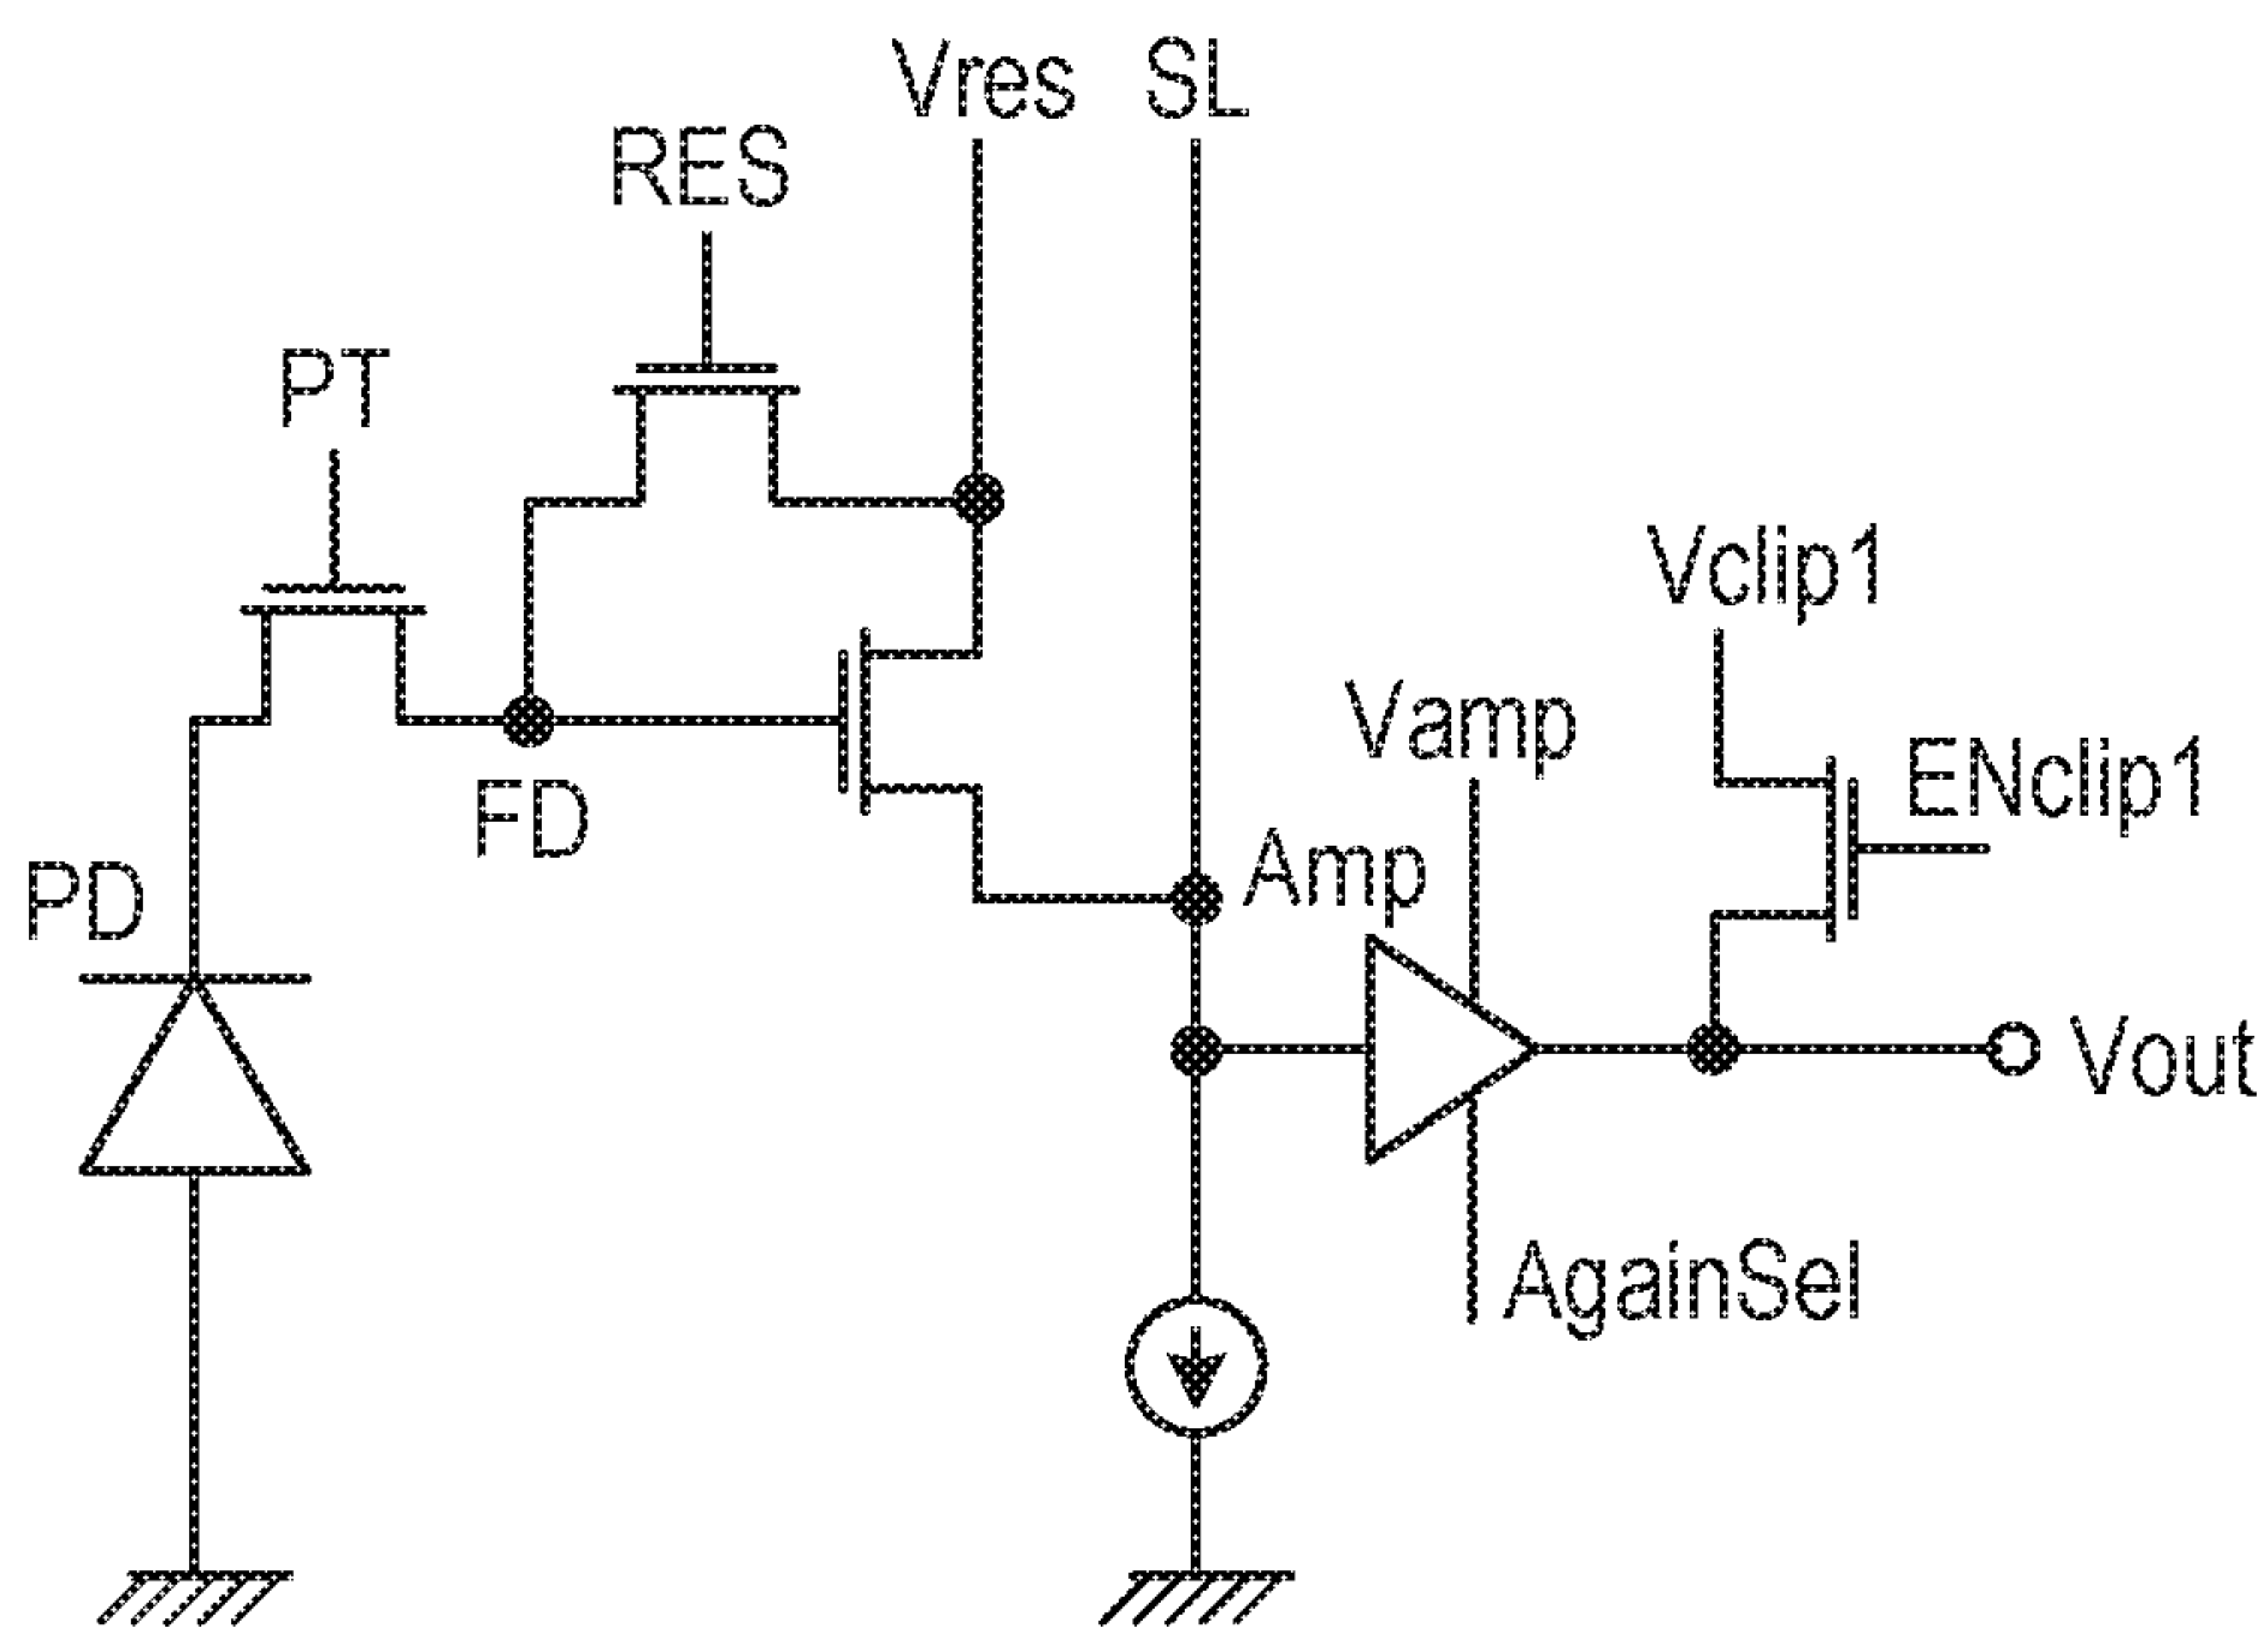 Vres SL
RES
PT
Vclip1
Vamp
ENclip1
FD
Amp
PD
Vout
AgainSel